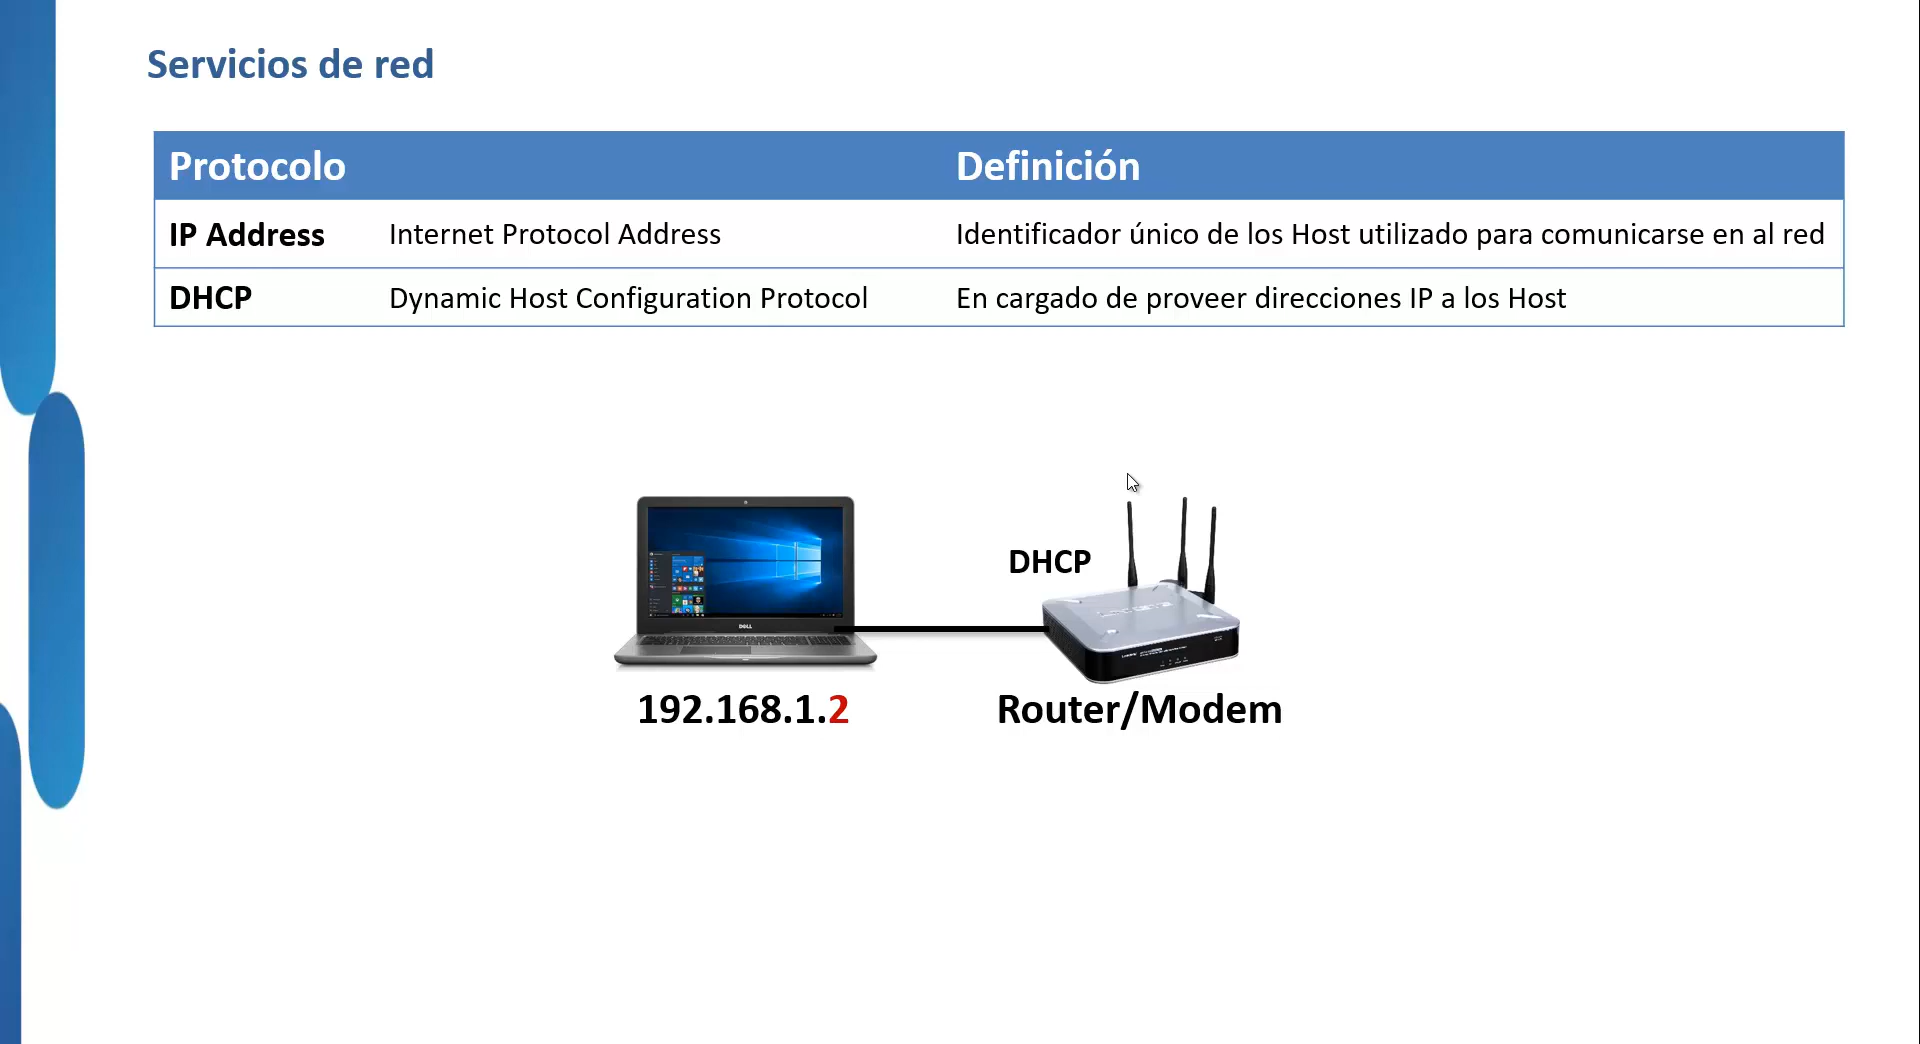 Servicios de red
Protocolo Definición
IP Address Internet Protocol Address Identificador único de los Host utilizado para comunicarse en al red
DHCP Dynamic Host Configuration Protocol En cargado de proveer direcciones IP a los Host
DHCP
DELL
192.168.1.2 Router/Modem